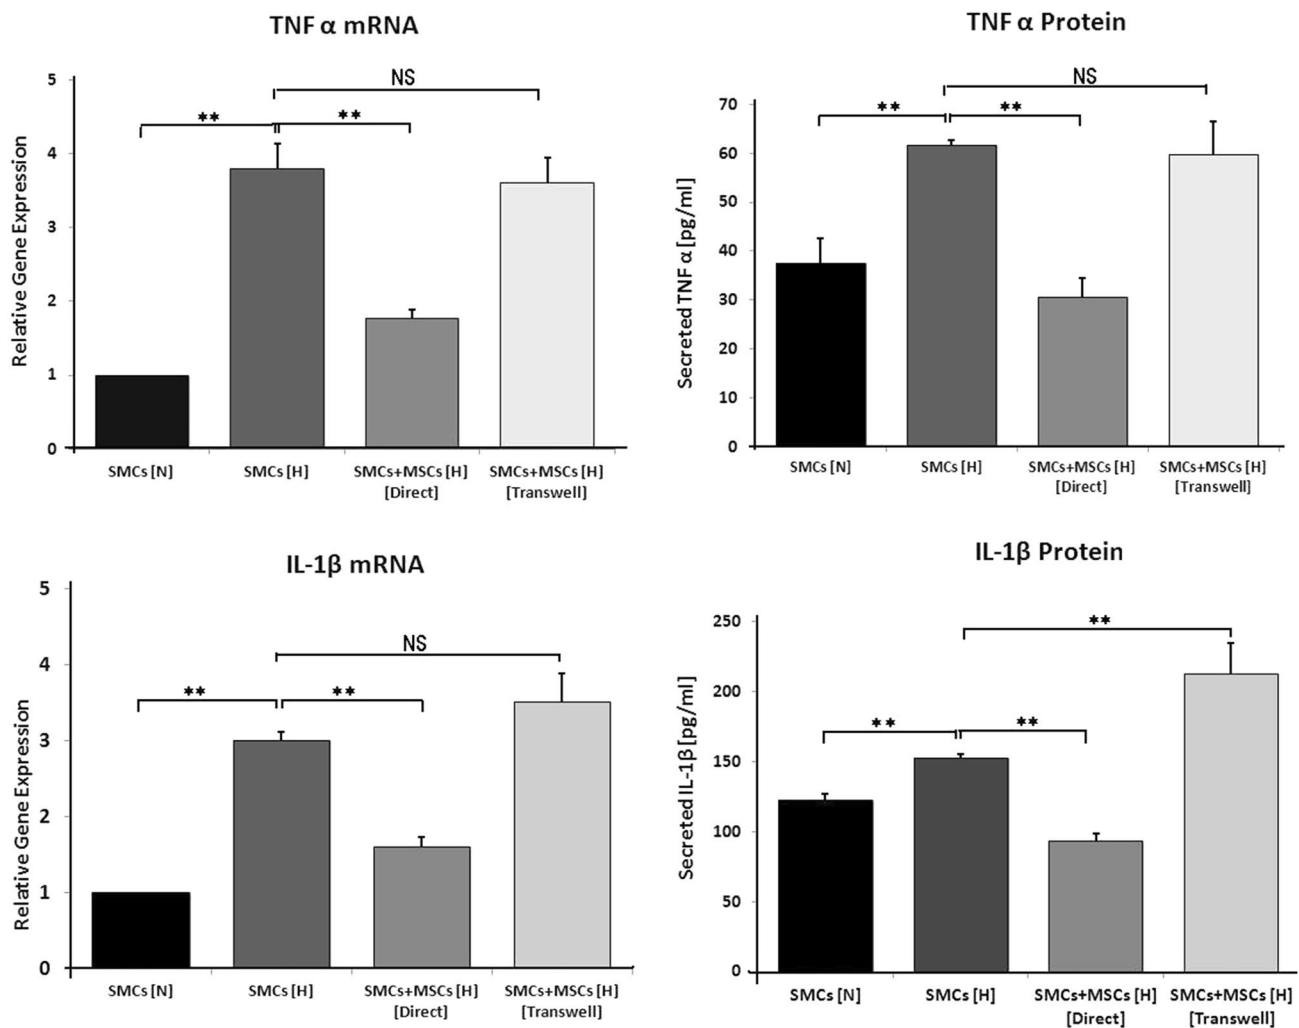 TNF α mRNA
Relative Gene Expression
5
4
3
2
1
0
NS
** **
SMCs [N] SMCs [H] SMCs+MSCs [H] SMCs+MSCs [H]
[Direct] [Transwell]
TNF α Protein
Secreted TNF α [pg/ml]
70
60
50
40
30
20
10
0
NS
** **
SMCs [N] SMCs [H] SMCs+MSCs [H] SMCs+MSCs [H]
[Direct] [Transwell]
IL-1β mRNA
Relative Gene Expression
5
4
3
2
1
0
NS
** **
SMCs [N] SMCs [H] SMCs+MSCs [H] SMCs+MSCs [H]
[Direct] [Transwell]
IL-1β Protein
Secreted IL-1β [pg/ml]
250
200
150
100
50
0
**
** **
SMCs [N] SMCs [H] SMCs+MSCs [H] SMCs+MSCs [H]
[Direct] [Transwell]